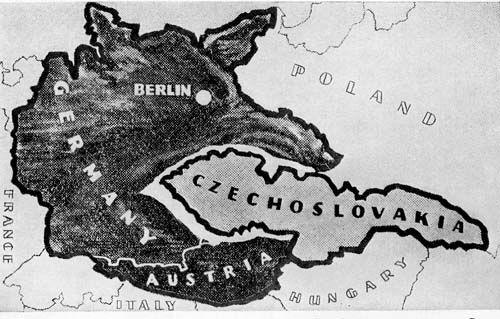 POLAND
BERLIN
GERMANY
CZECHOSLOVAKIA
FRANCE
AUSTRIA
HUNGARY
ITALY